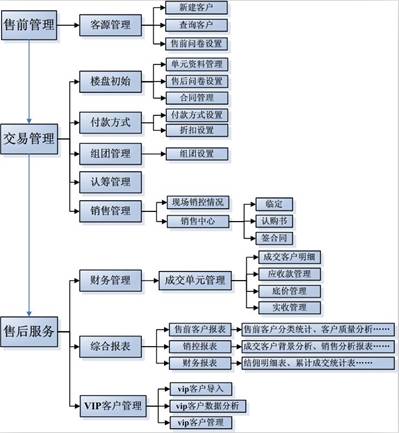 售前管理
客源管理
新建客户
查询客户
售前问卷设置
交易管理
楼盘初始
单元资料管理
售后问卷设置
合同管理
付款方式
付款方式设置
折扣设置
组团管理
组团设置
认筹管理
销售管理
现场销控情况
销售中心
临定
认购书
签合同
售后服务
财务管理
成交单元管理
成交客户明细
应收款管理
底价管理
实收管理
综合报表
售前客户报表
售前客户分类统计、客户质量分析……
销控报表
成交客户背景分析、销售分析报表……
财务报表
结佣明细表、累计成交统计表……
VIP客户管理
vip客户导入
vip客户数据分析
vip客户管理